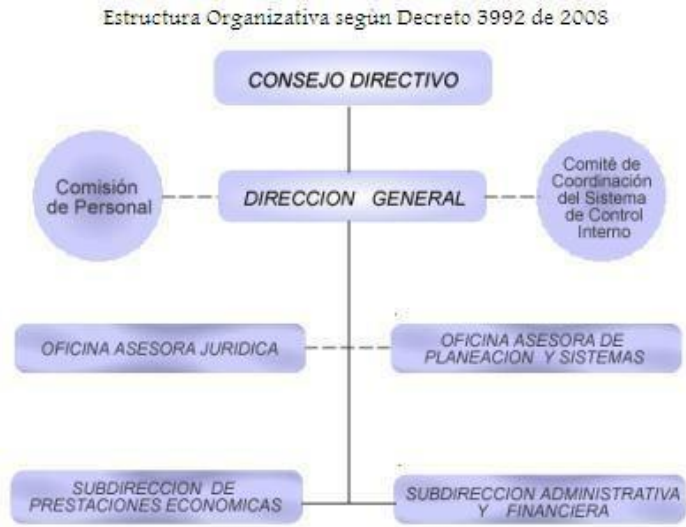 Estructura Organizativa según Decreto 3992 de 2008
CONSEJO DIRECTIVO
Comisión
de Personal
DIRECCION GENERAL
Comité de
Coordinación
del Sistema
de Control
Interno
OFICINA ASESORA JURIDICA
OFICINA ASESORA DE
PLANEACION Y SISTEMAS
SUBDIRECCION DE
PRESTACIONES ECONOMICAS
SUBDIRECCION ADMINISTRATIVA
Y FINANCIERA